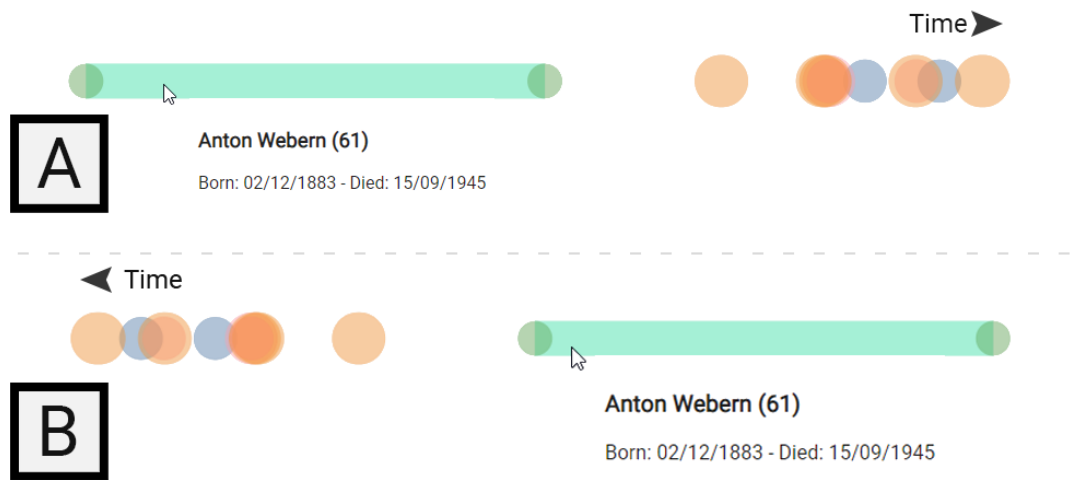 Time
A
Anton Webern (61)
Born: 02/12/1883 - Died: 15/09/1945
Time
B
Anton Webern (61)
Born: 02/12/1883 - Died: 15/09/1945